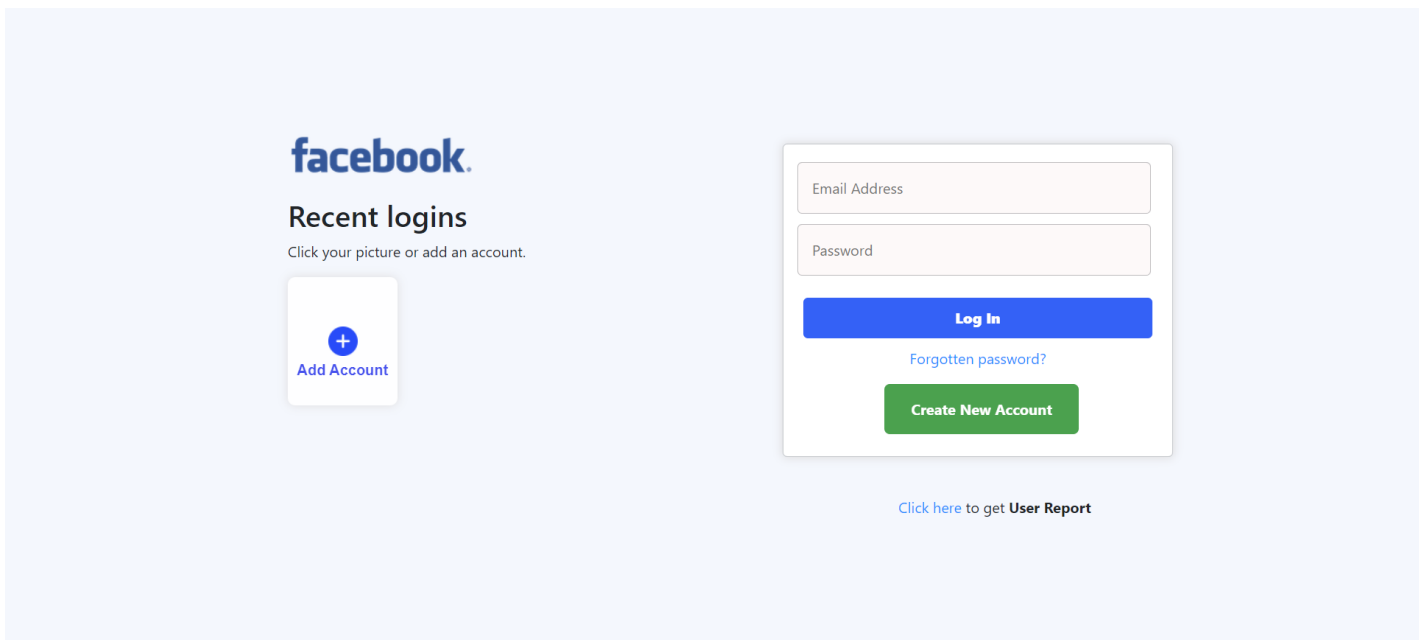 facebook.
Recent logins
Click your picture or add an account.
Add Account
Email Address
Password
Log In
Forgotten password?
Create New Account
Click here to get User Report